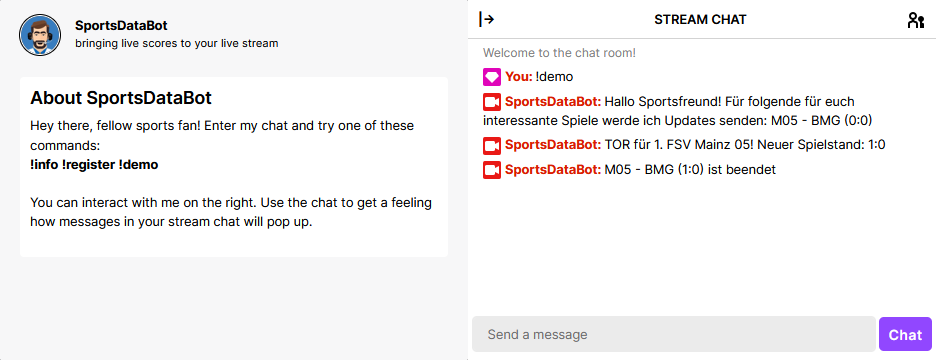 SportsDataBot
bringing live scores to your live stream
About SportsDataBot
Hey there, fellow sports fan! Enter my chat and try one of these
commands:
!info !register !demo
You can interact with me on the right. Use the chat to get a feeling
how messages in your stream chat will pop up.
STREAM CHAT
Welcome to the chat room!
You: !demo
SportsDataBot: Hallo Sportsfreund! Für folgende für euch
interessante Spiele werde ich Updates senden: M05 - BMG (0:0)
SportsDataBot: TOR für 1. FSV Mainz 05! Neuer Spielstand: 1:0
SportsDataBot: M05 - BMG (1:0) ist beendet
Send a message
Chat